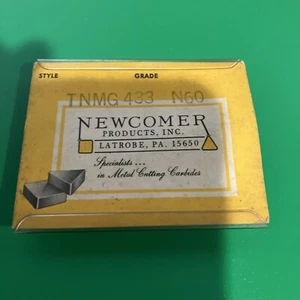 STYLE GRADE
TNMG 433 N60
NEWCOMER
PRODUCTS, INC.
LATROBE, PA. 15650
Specialists...
in Metal Cutting Carbides